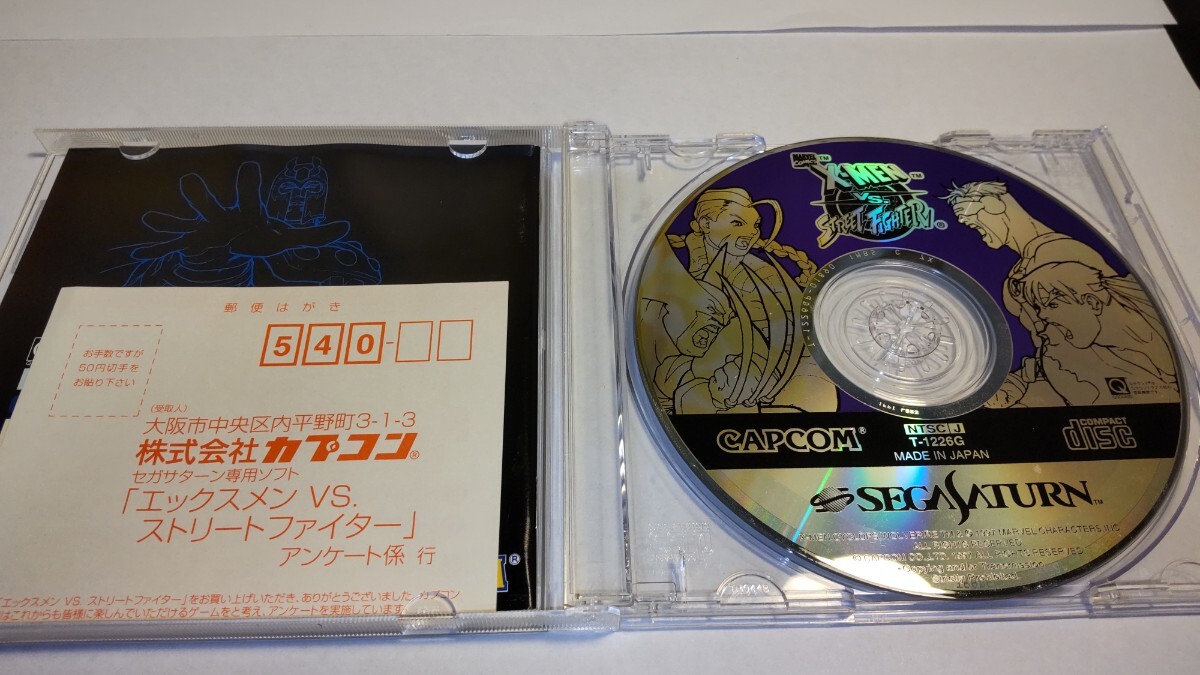 郵便はがき
540-
お手数ですが
50円切手を
お貼り下さい
(受取人)
大阪市中央区内平野町3-1-3
株式会社カプコン®
セガサターン専用ソフト
「エックスメン VS.
ストリートファイター」
アンケート係 行
エックスメン VS. ストリートファイター」をお買い上げいただき、ありがとうございました。カプコン
はこれからも皆様に楽しんでいただけるゲームをと考え、アンケートを実施しています。
®
MARVEL COMICS ™
X-MEN ™
VS.
STREET FIGHTER ®
CAPCOM®
NTSC J
T-1226G
MADE IN JAPAN
COMPACT
disc
SEGA SATURN™
ALL RIGHTS RESERVED.